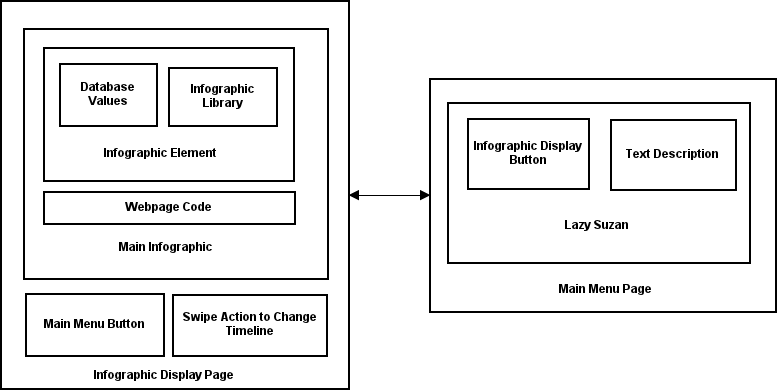 Database
Values
Infographic
Library
Infographic Element
Webpage Code
Main Infographic
Main Menu Button
Swipe Action to Change
Timeline
Infographic Display Page
Infographic Display
Button
Text Description
Lazy Suzan
Main Menu Page